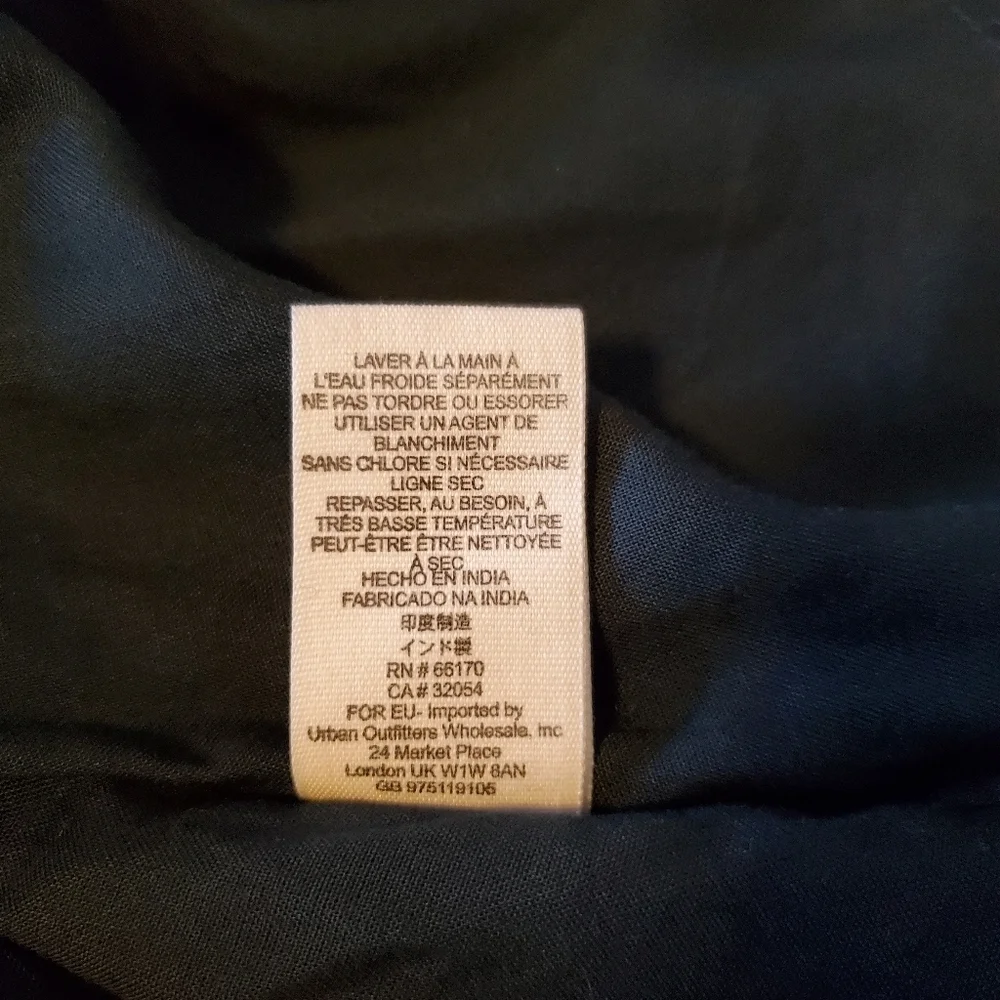 LAVER À LA MAIN À
L'EAU FROIDE SÉPARÉMENT
NE PAS TORDRE OU ESSORER
UTILISER UN AGENT DE
BLANCHIMENT
SANS CHLORE SI NÉCESSAIRE
LIGNE SEC
REPASSER, AU BESOIN, À
TRÉS BASSE TEMPÉRATURE
PEUT-ÊTRE ÊTRE NETTOYÉE
À SEC
HECHO EN INDIA
FABRICADO NA INDIA
印度制造
インド製
RN # 66170
CA # 32054
FOR EU- Imported by
Urban Outfitters Wholesale, Inc
24 Market Place
London UK W1W 8AN
GB 975119105